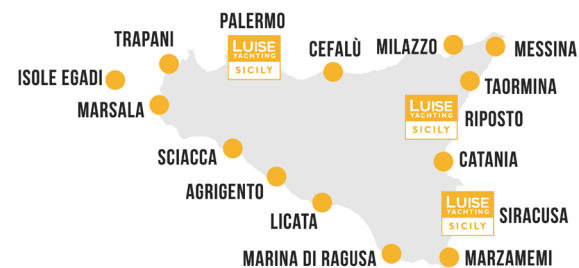 PALERMO
LUISE
YACHTING
SICILY
TRAPANI
CEFALÙ
MILAZZO
MESSINA
ISOLE EGADI
TAORMINA
MARSALA
LUISE
YACHTING
SICILY
RIPOSTO
SCIACCA
CATANIA
AGRIGENTO
LICATA
LUISE
YACHTING
SICILY
SIRACUSA
MARINA DI RAGUSA
MARZAMEMI